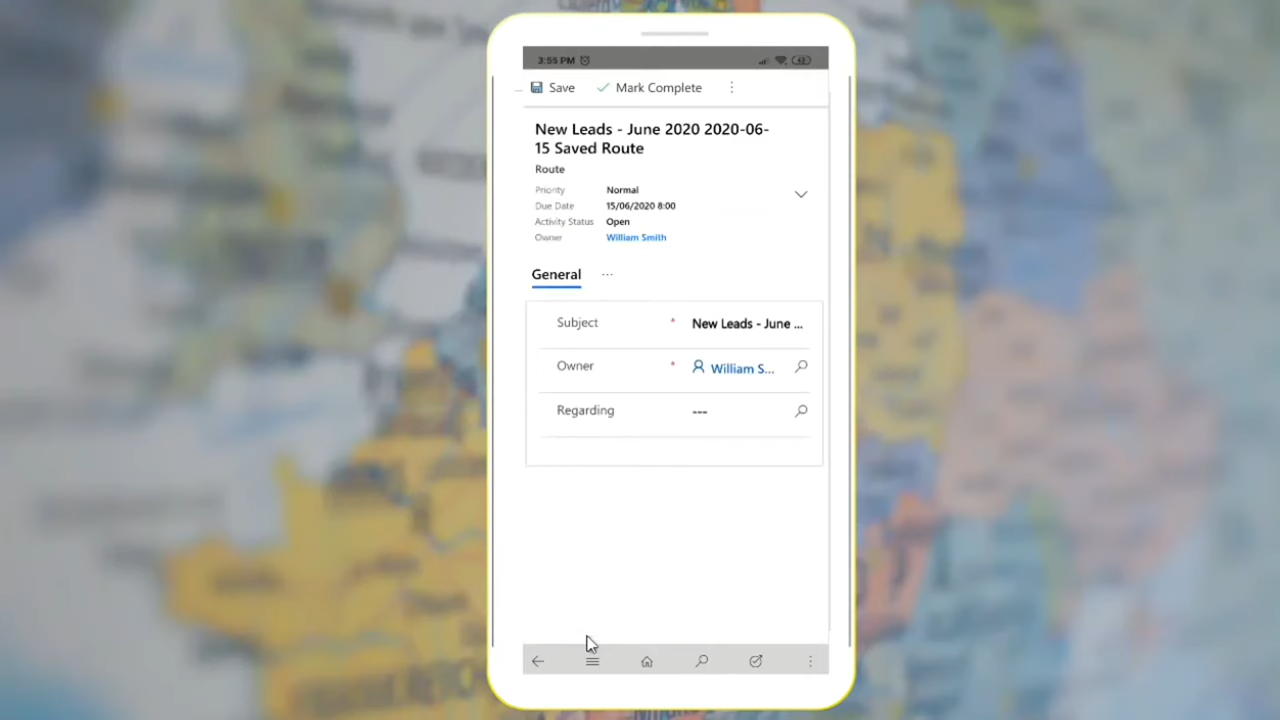 3:55 PM 42
Save Mark Complete
New Leads - June 2020 2020-06-
15 Saved Route
Route
Priority Normal
Due Date 15/06/2020 8:00
Activity Status Open
Owner William Smith
General ...
Subject * New Leads - June ...
Owner * William S...
Regarding ---